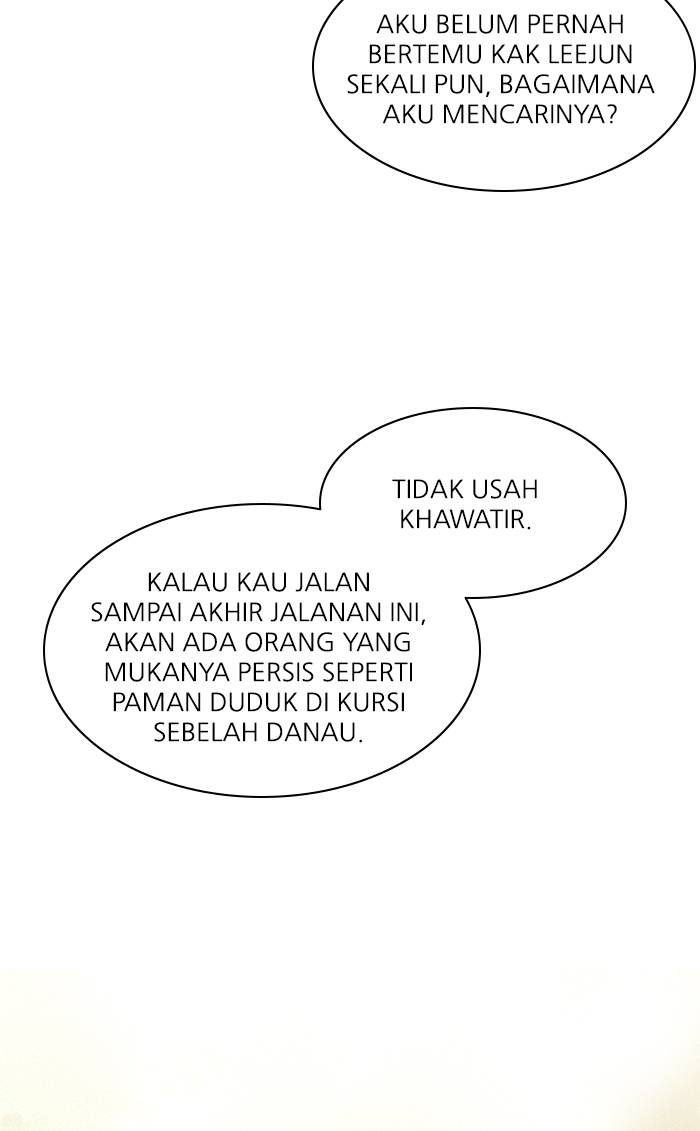 AKU BELUM PERNAH
BERTEMU KAK LEEJUN
SEKALI PUN, BAGAIMANA
AKU MENCARINYA?
TIDAK USAH
KHAWATIR.
KALAU KAU JALAN
SAMPAI AKHIR JALANAN INI,
AKAN ADA ORANG YANG
MUKANYA PERSIS SEPERTI
PAMAN DUDUK DI KURSI
SEBELAH DANAU.